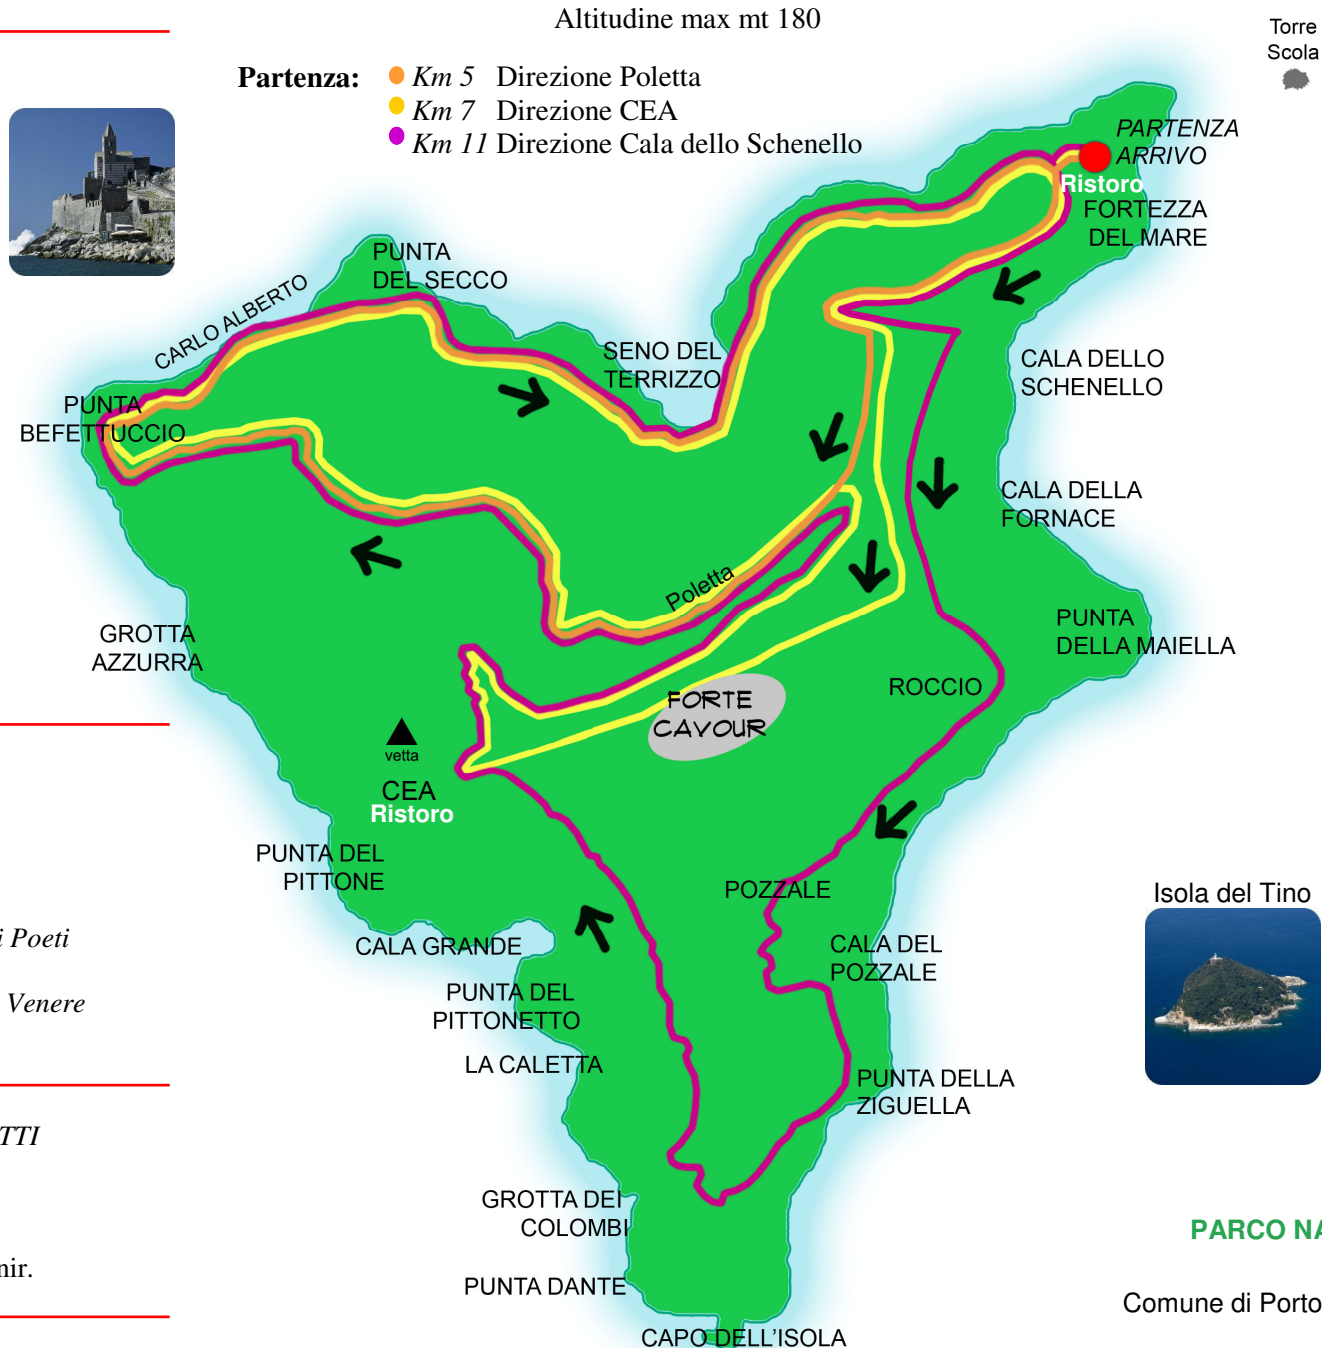 Altitudine max mt 180
Torre
Scola
Partenza:
Km 5 Direzione Poletta
Km 7 Direzione CEA
Km 11 Direzione Cala dello Schenello
PARTENZA
ARRIVO
Ristoro
FORTEZZA
DEL MARE
PUNTA
DEL SECCO
CARLO ALBERTO
SENO DEL
TERRIZZO
CALA DELLO
SCHENELLO
PUNTA
BEFETTUCCIO
CALA DELLA
FORNACE
Poletta
PUNTA
DELLA MAIELLA
GROTTA
AZZURRA
ROCCIO
FORTE
CAVOUR
vetta
CEA
Ristoro
PUNTA DEL
PITTONE
POZZALE
Isola del Tino
i Poeti
CALA GRANDE
CALA DEL
POZZALE
Venere
PUNTA DEL
PITTONETTO
LA CALETTA
PUNTA DELLA
ZIGUELLA
TTI
GROTTA DEI
COLOMBI
PARCO NA
nir.
PUNTA DANTE
Comune di Porto
CAPO DELL'ISOLA